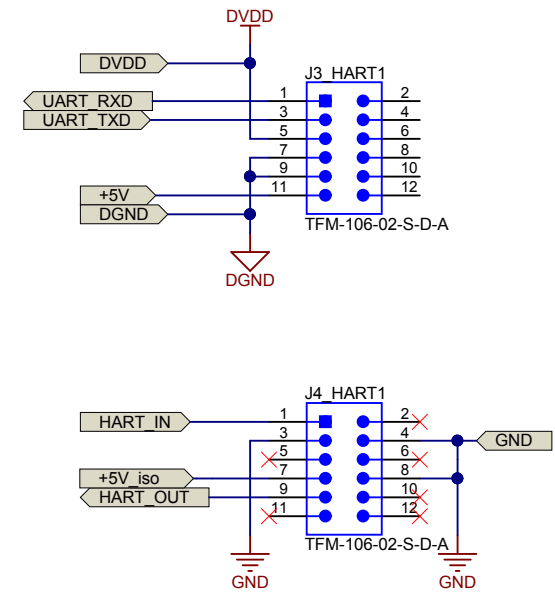 DVDD
DVDD
J3_HART1
UART_RXD 1 2
UART_TXD 3 4
5 6
7 8
9 10
+5V 11 12
DGND
TFM-106-02-S-D-A
DGND
J4_HART1
HART_IN 1 2
3 4 GND
5 6
+5V_iso 7 8
HART_OUT 9 10
11 12
TFM-106-02-S-D-A
GND GND